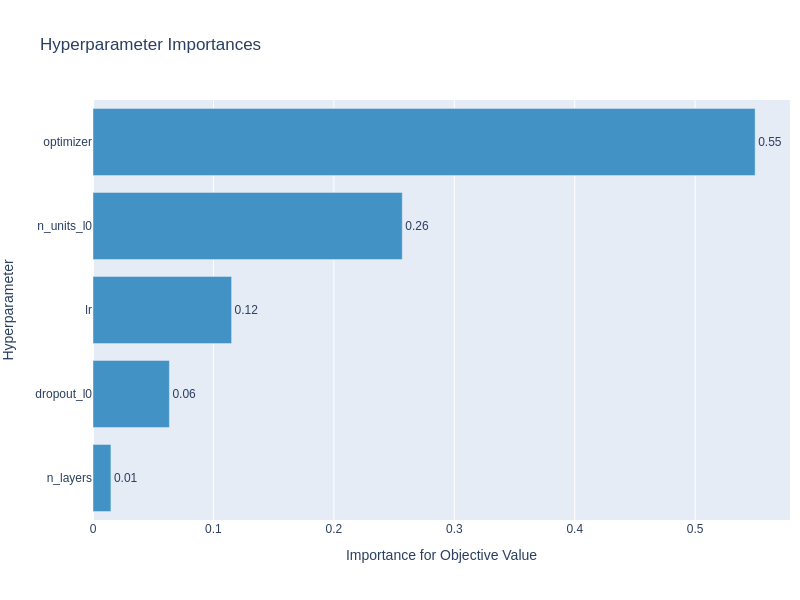 Hyperparameter Importances
optimizer 0.55
n_units_l0 0.26
lr 0.12
dropout_l0 0.06
n_layers 0.01
0 0.1 0.2 0.3 0.4 0.5
Importance for Objective Value
Hyperparameter